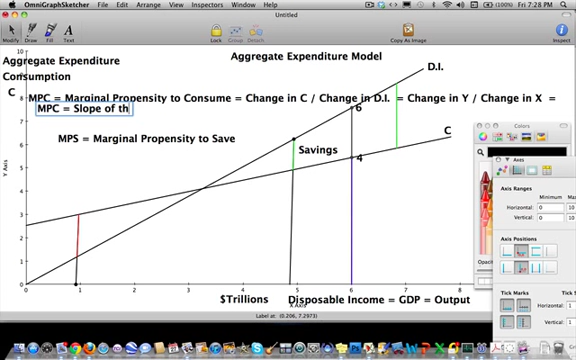 OmniGraphSketcher File Edit View Arrange Inspectors Window Help
(100%) Fri 7:28 PM
Untitled
Modify Draw Fill Text
Lock Group Detach
Copy As Image
Inspect
Aggregate Expenditure
Consumption
C
Aggregate Expenditure Model
D.I.
MPC = Marginal Propensity to Consume = Change in C / Change in D.I. = Change in Y / Change in X =
MPC = Slope of th
MPS = Marginal Propensity to Save
Savings
6
4
C
Y Axis
10
9
8
7
6
5
4
3
2
1
0
0 1 2 3 4 5 6 7 8
X Axis
$Trillions
Disposable Income = GDP = Output
Label at: (0.206, 7.2973)
Colors
Opacity
Axes
Axis Ranges
Minimum
Horizontal: 0 10
Vertical: 0 10
Axis Positions
Tick Marks
Tick S
Horizontal: 1
Vertical: 1